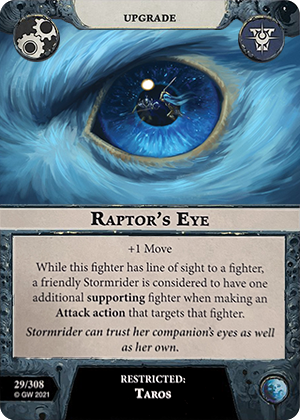 UPGRADE
RAPTOR'S EYE
+1 Move
While this fighter has line of sight to a fighter,
a friendly Stormrider is considered to have one
additional supporting fighter when making an
Attack action that targets that fighter.
Stormrider can trust her companion's eyes as well
as her own.
29/308
© GW 2021
RESTRICTED:
TAROS